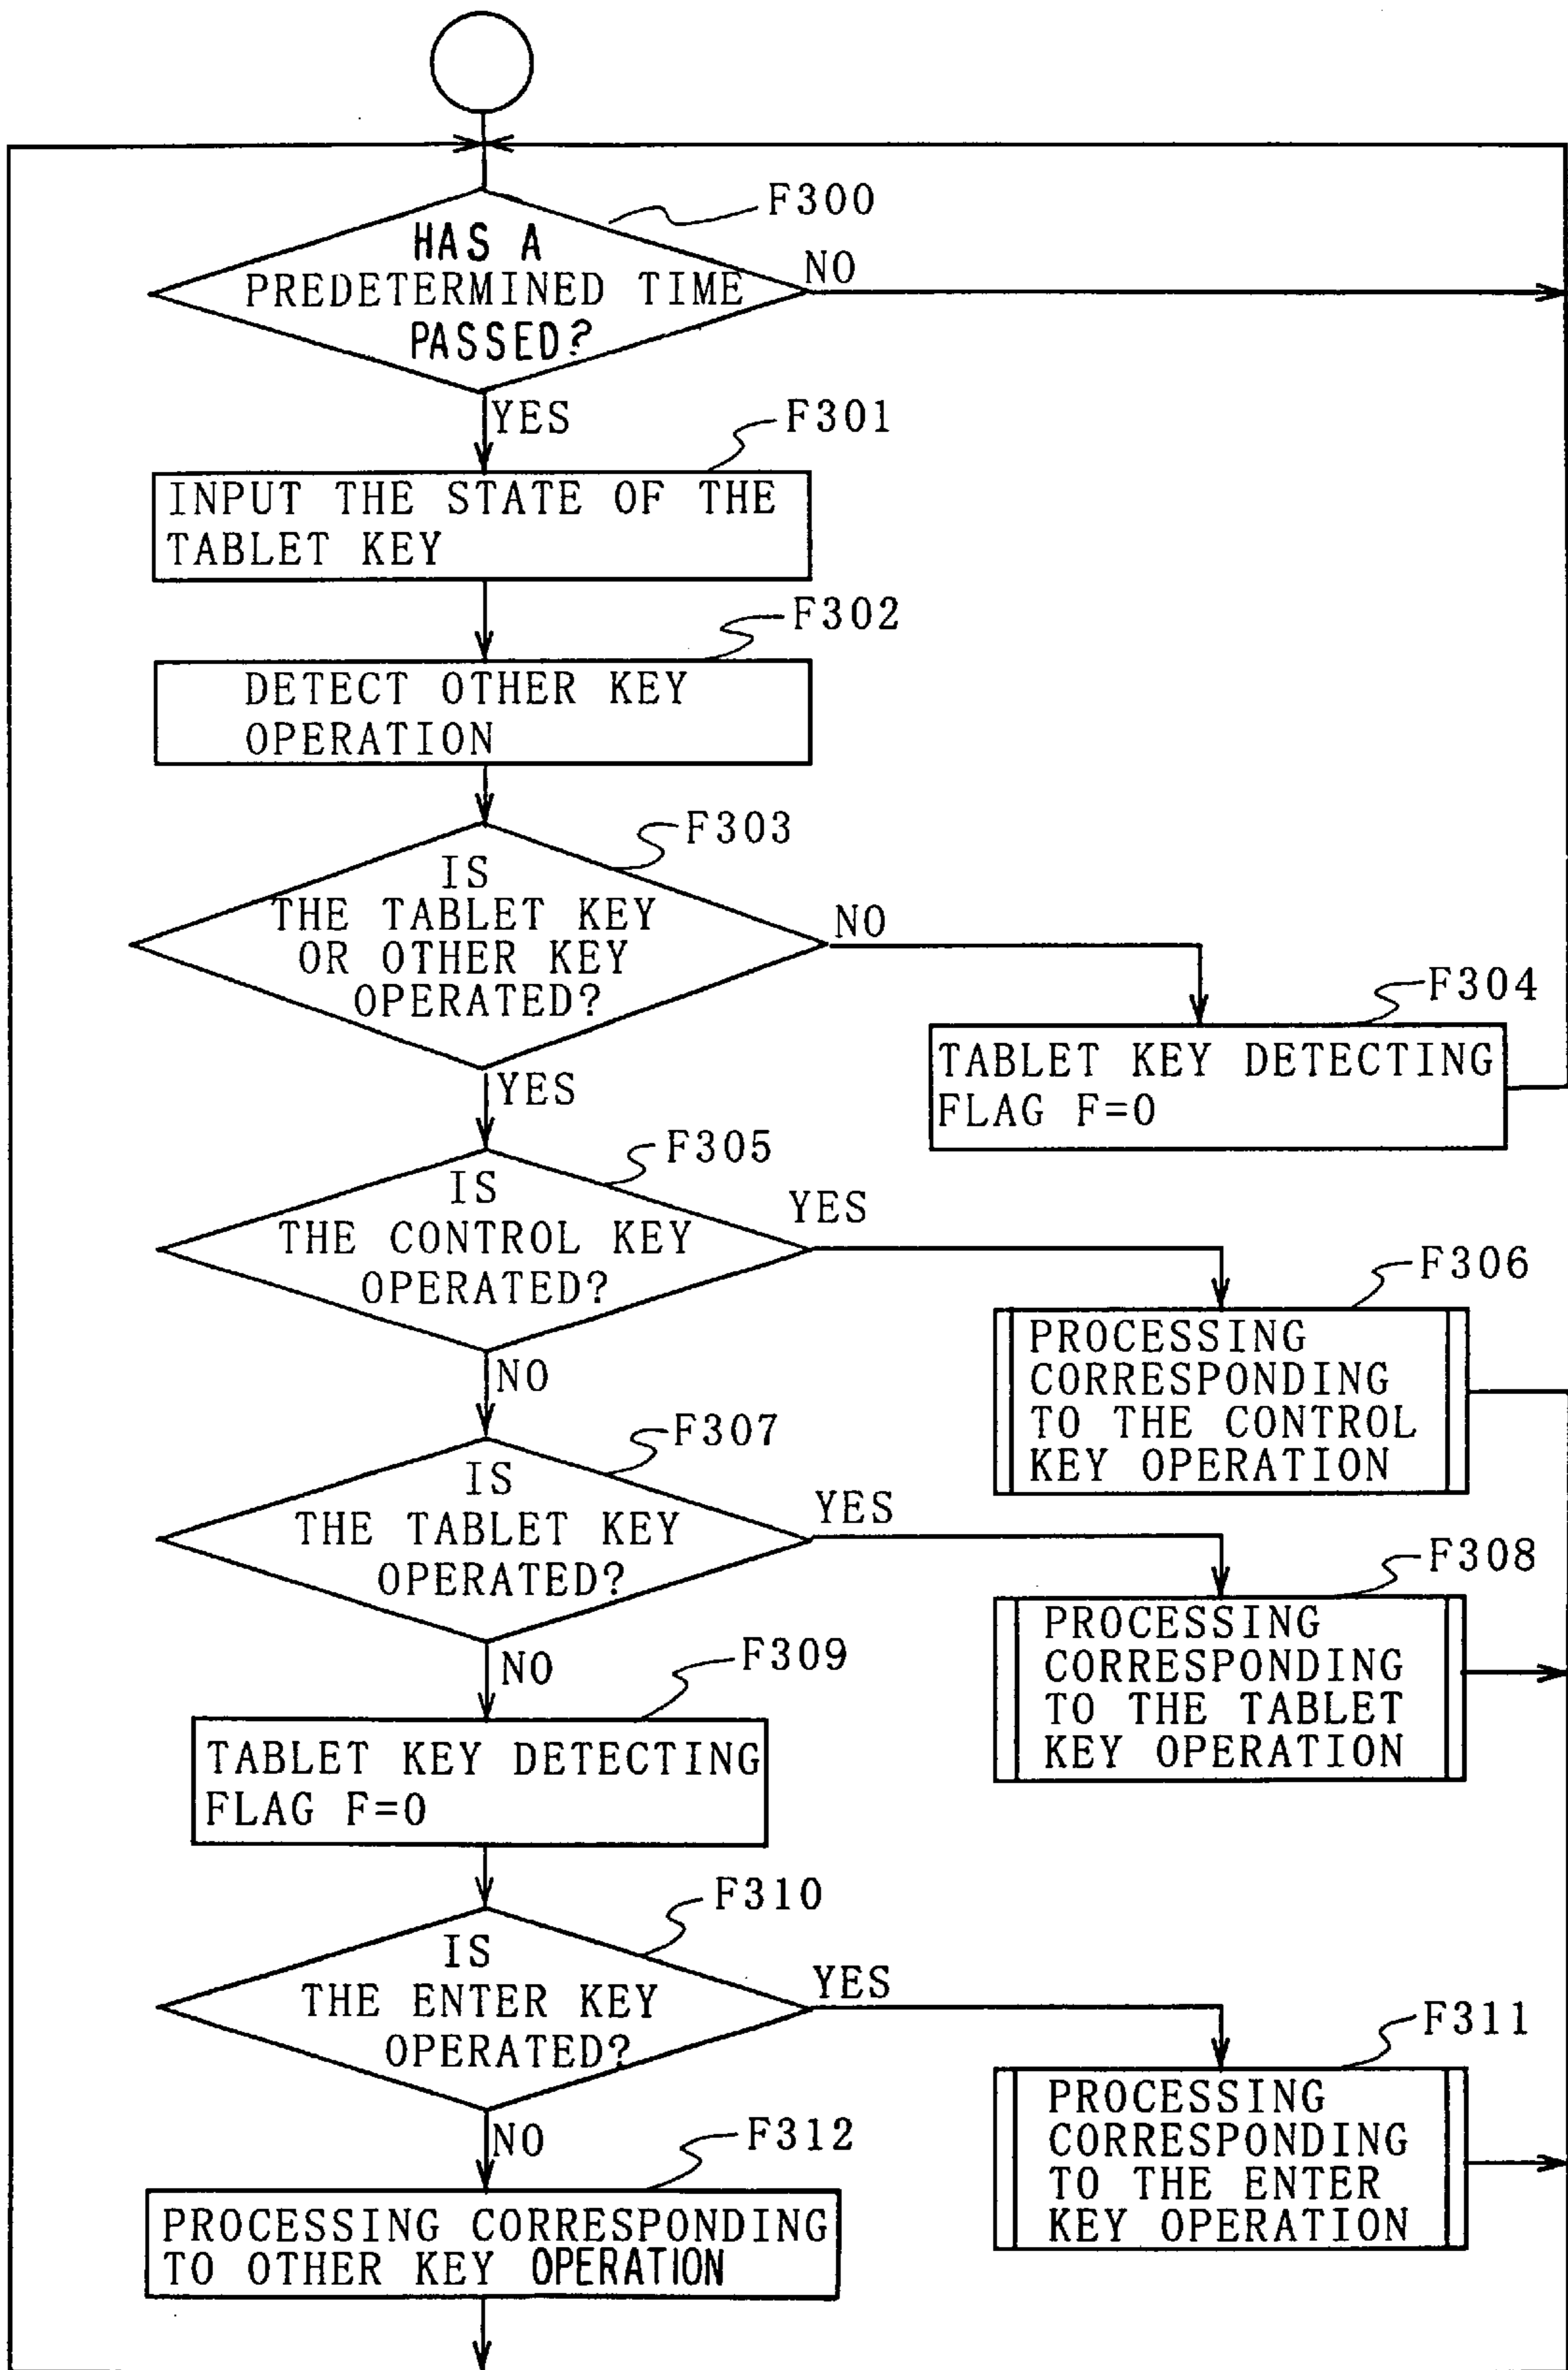 F300
HAS A
PREDETERMINED TIME
PASSED?
NO
YES
F301
INPUT THE STATE OF THE
TABLET KEY
F302
DETECT OTHER KEY
OPERATION
F303
IS
THE TABLET KEY
OR OTHER KEY
OPERATED?
NO
YES
F304
TABLET KEY DETECTING
FLAG F=0
F305
IS
THE CONTROL KEY
OPERATED?
YES
NO
F306
PROCESSING
CORRESPONDING
TO THE CONTROL
KEY OPERATION
F307
IS
THE TABLET KEY
OPERATED?
YES
NO
F308
PROCESSING
CORRESPONDING
TO THE TABLET
KEY OPERATION
F309
TABLET KEY DETECTING
FLAG F=0
F310
IS
THE ENTER KEY
OPERATED?
YES
NO
F311
PROCESSING
CORRESPONDING
TO THE ENTER
KEY OPERATION
F312
PROCESSING CORRESPONDING
TO OTHER KEY OPERATION